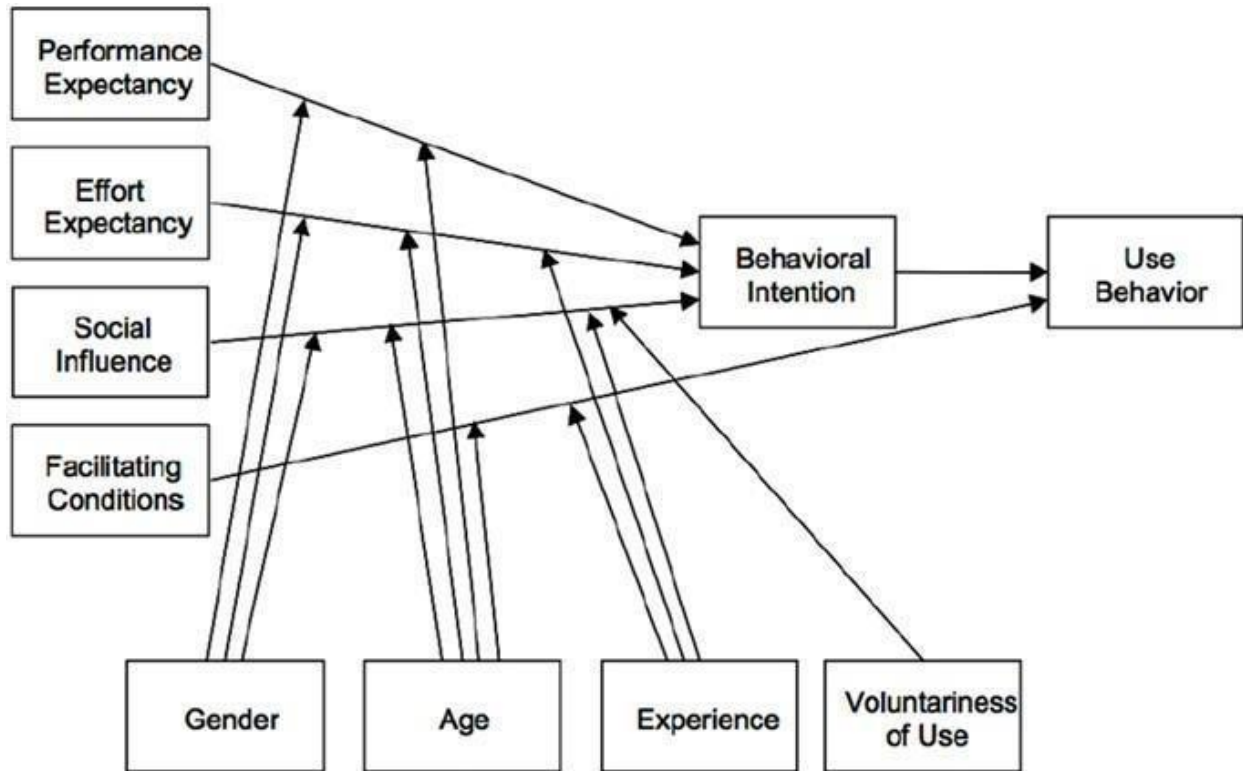 Performance
Expectancy
Effort
Expectancy
Social
Influence
Facilitating
Conditions
Behavioral
Intention
Use
Behavior
Gender
Age
Experience
Voluntariness
of Use